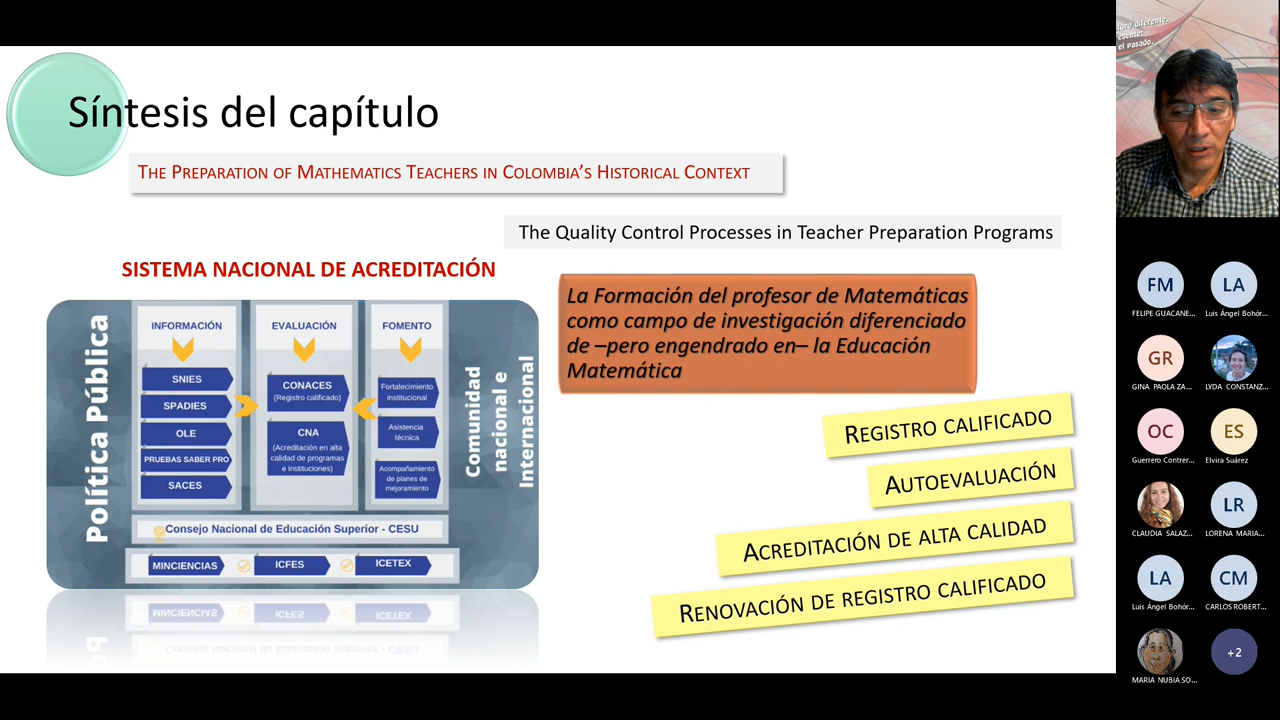 Síntesis del capítulo
THE PREPARATION OF MATHEMATICS TEACHERS IN COLOMBIA'S HISTORICAL CONTEXT
The Quality Control Processes in Teacher Preparation Programs
SISTEMA NACIONAL DE ACREDITACIÓN
La Formación del profesor de Matemáticas
como campo de investigación diferenciado
de –pero engendrado en– la Educación
Matemática
Política Pública
INFORMACIÓN
SNIES
SPADIES
OLE
PRUEBAS SABER PRO
SACES
EVALUACIÓN
CONACES
(Registro calificado)
CNA
(Acreditación en alta
calidad de programas
e instituciones)
FOMENTO
Fortalecimiento
institucional
Asistencia
técnica
Acompañamiento
de planes de
mejoramiento
Comunidad
nacional e
Internacional
Consejo Nacional de Educación Superior - CESU
MINCIENCIAS
ICFES
ICETEX
REGISTRO CALIFICADO
AUTOEVALUACIÓN
ACREDITACIÓN DE ALTA CALIDAD
RENOVACIÓN DE REGISTRO CALIFICADO
diferente.
el Pasado.
FM
FELIPE GUACANE...
LA
Luis Ángel Bohór...
GR
GINA PAOLA ZA...
LYDA CONSTANZ...
OC
Guerrero Contrer...
ES
Elvira Suárez
CLAUDIA SALAZ...
LR
LORENA MARIA...
LA
Luis Ángel Bohór...
CM
CARLOS ROBERT...
MARIA NUBIA SO...
+2